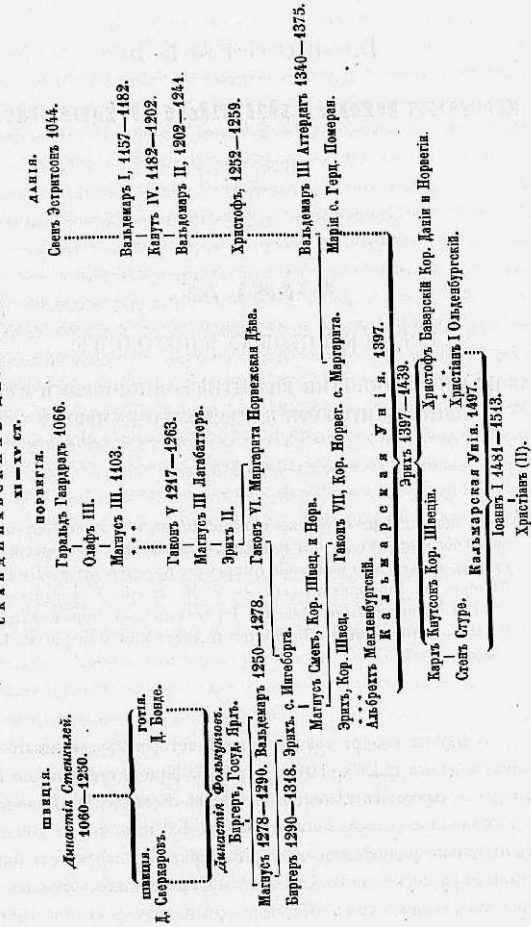 XI—XV ст.
ШВЕЦІЯ.
Династія Стенкилей.
1060—1250.
ШВЕЦІЯ.
Д. Сверкеровъ.
ГОТІЯ.
Д. Бонде.
Династія Фолькунговъ.
Биргеръ, Госуд. Ярлъ.
Магнусъ 1278—1290. Вальдемаръ 1250—1278.
Биргеръ 1290—1318. Эрихъ, с. Ингеборга.
Магнусъ Смекъ, Кор. Швец. и Норв.
Эрихъ, Кор. Швец. Гаконъ VII, Кор. Норвег. с. Маргарита.
Альбрехтъ Мекленбургскій.
НОРВЕГІЯ.
Гаральдъ Гаардрадъ 1066.
Олафъ III.
Магнусъ III. 1103.
Гаконъ V 1217—1263.
Магнусъ III Лагабаттеръ.
Эрихъ II.
Гаконъ VI. Маргарита Норвежская Дѣва.
ДАНІЯ.
Свенъ Эстритсонъ 1044.
Вальдемаръ I, 1157—1182.
Канутъ IV 1182—1202.
Вальдемаръ II, 1202—1241.
Христофъ, 1252—1259.
Вальдемаръ III Аттердагъ 1340—1375.
Марія с. Герц. Померан.
Кальмарская Унія. 1397.
Эрихъ 1397—1439.
Карлъ Кнутсонъ Кор. Швеціи. Христофъ Баварскій Кор. Даніи и Норвегіи.
Стенъ Стуре. Христіанъ I Ольденбургскій.
Кальмарская Унія, 1497.
Іоаннъ I 1481—1513.
Христіанъ (II).